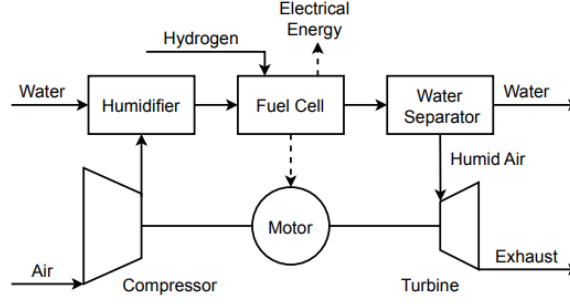 Electrical
Energy
Hydrogen
Water
Humidifier
Fuel Cell
Water
Separator
Water
Humid Air
Motor
Air
Compressor
Turbine
Exhaust